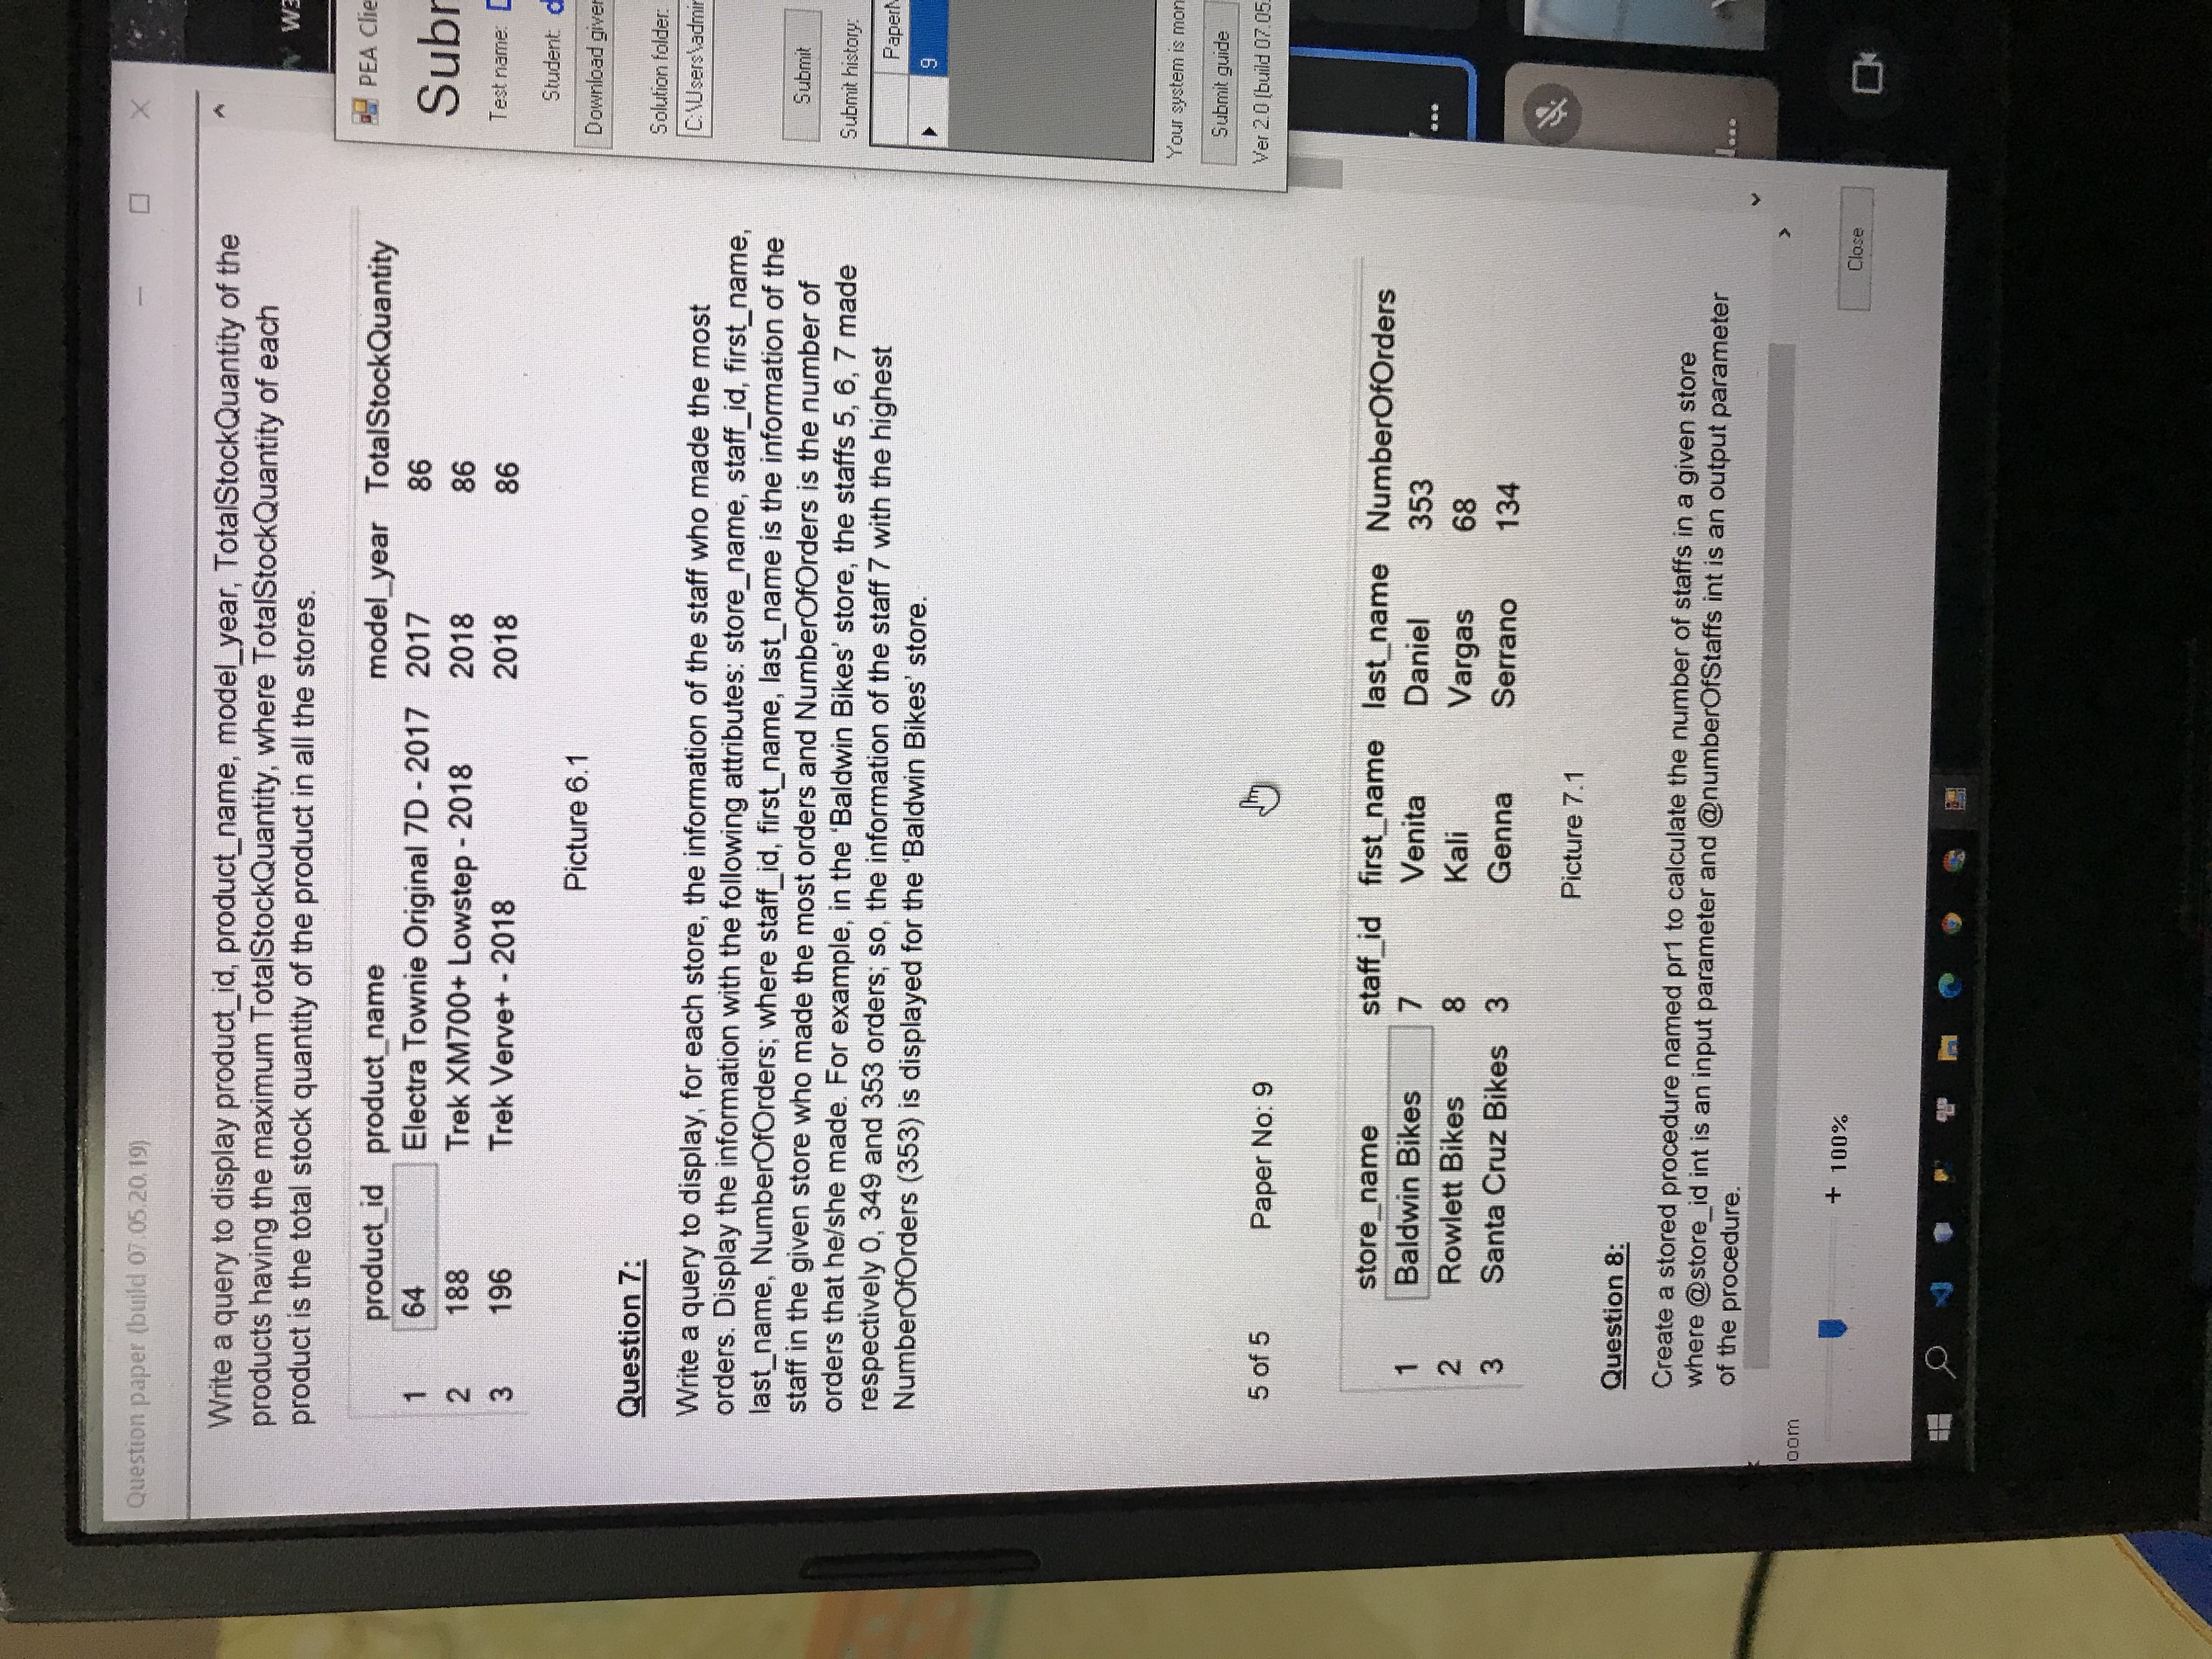 Question paper (build 07.05.20.19)
Write a query to display product_id, product_name, model_year, TotalStockQuantity of the
products having the maximum TotalStockQuantity, where TotalStockQuantity of each
product is the total stock quantity of the product in all the stores.
product_id product_name model_year TotalStockQuantity
1 64 Electra Townie Original 7D - 2017 2017 86
2 188 Trek XM700+ Lowstep - 2018 2018 86
3 196 Trek Verve+ - 2018 2018 86
Picture 6.1
Question 7:
Write a query to display, for each store, the information of the staff who made the most
orders. Display the information with the following attributes: store_name, staff_id, first_name,
last_name, NumberOfOrders; where staff_id, first_name, last_name is the information of the
staff in the given store who made the most orders and NumberOfOrders is the number of
orders that he/she made. For example, in the ‘Baldwin Bikes’ store, the staffs 5, 6, 7 made
respectively 0, 349 and 353 orders; so, the information of the staff 7 with the highest
NumberOfOrders (353) is displayed for the ‘Baldwin Bikes’ store.
5 of 5 Paper No: 9
store_name staff_id first_name last_name NumberOfOrders
1 Baldwin Bikes 7 Venita Daniel 353
2 Rowlett Bikes 8 Kali Vargas 68
3 Santa Cruz Bikes 3 Genna Serrano 134
Picture 7.1
Question 8:
Create a stored procedure named pr1 to calculate the number of staffs in a given store
where @store_id int is an input parameter and @numberOfStaffs int is an output parameter
of the procedure.
oom
+ 100%
Close
W3
PEA Clie
Subm
Test name:
Student:
Download given
Solution folder:
C:\Users\admin
Submit
Submit history:
PaperN
9
Your system is mon
Submit guide
Ver 2.0 (build 07.05.